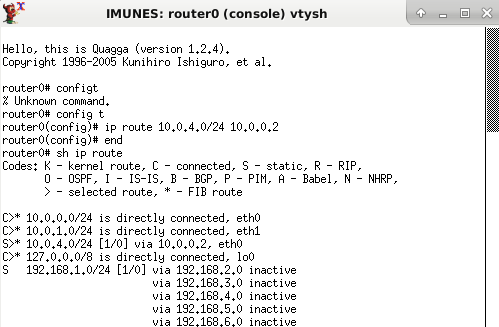 IMUNES: router0 (console) vtysh
Hello, this is Quagga (version 1.2.4).
Copyright 1996-2005 Kunihiro Ishiguro, et al.
router0# configt
% Unknown command.
router0# config t
router0(config)# ip route 10.0.4.0/24 10.0.0.2
router0(config)# end
router0# sh ip route
Codes: K - kernel route, C - connected, S - static, R - RIP,
O - OSPF, I - IS-IS, B - BGP, P - PIM, A - Babel, N - NHRP,
> - selected route, * - FIB route
C>* 10.0.0.0/24 is directly connected, eth0
C>* 10.0.1.0/24 is directly connected, eth1
S>* 10.0.4.0/24 [1/0] via 10.0.0.2, eth0
C>* 127.0.0.0/8 is directly connected, lo0
S   192.168.1.0/24 [1/0] via 192.168.2.0 inactive
via 192.168.3.0 inactive
via 192.168.4.0 inactive
via 192.168.5.0 inactive
via 192.168.6.0 inactive